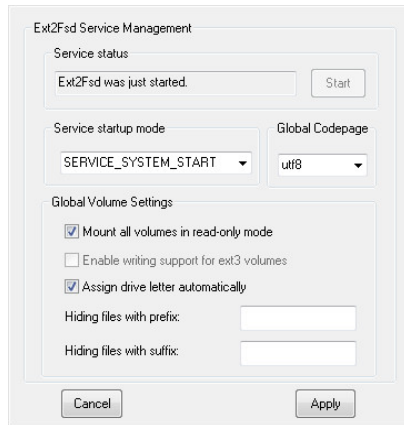 Ext2Fsd Service Management
Service status
Ext2Fsd was just started.
Start
Service startup mode
Global Codepage
SERVICE_SYSTEM_START
utf8
Global Volume Settings
Mount all volumes in read-only mode
Enable writing support for ext3 volumes
Assign drive letter automatically
Hiding files with prefix:
Hiding files with suffix:
Cancel
Apply